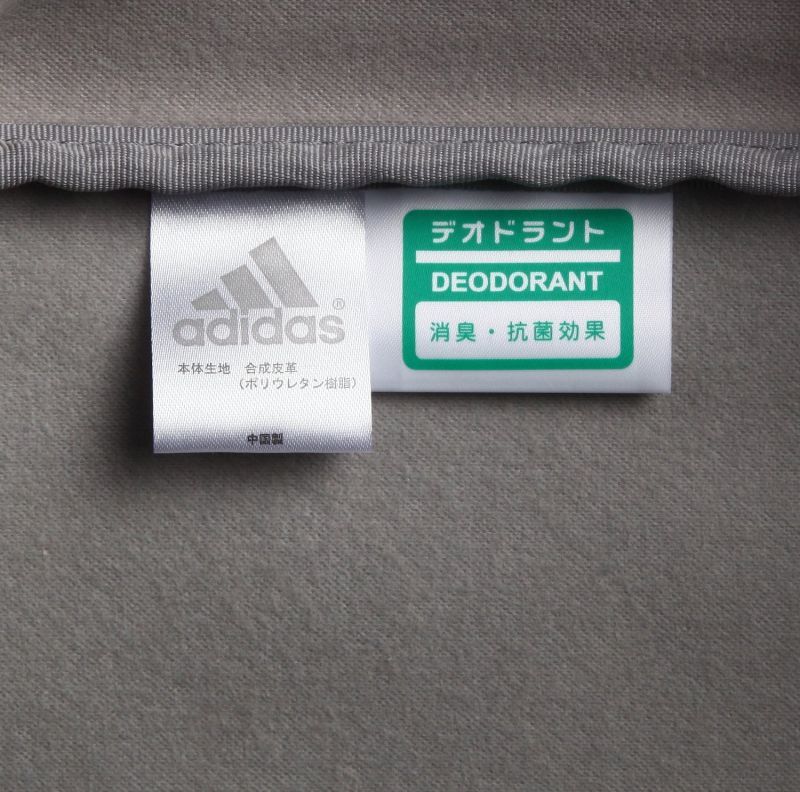 adidas®
本体生地　合成皮革
（ポリウレタン樹脂）
中国製
デオドラント
DEODORANT
消臭・抗菌効果